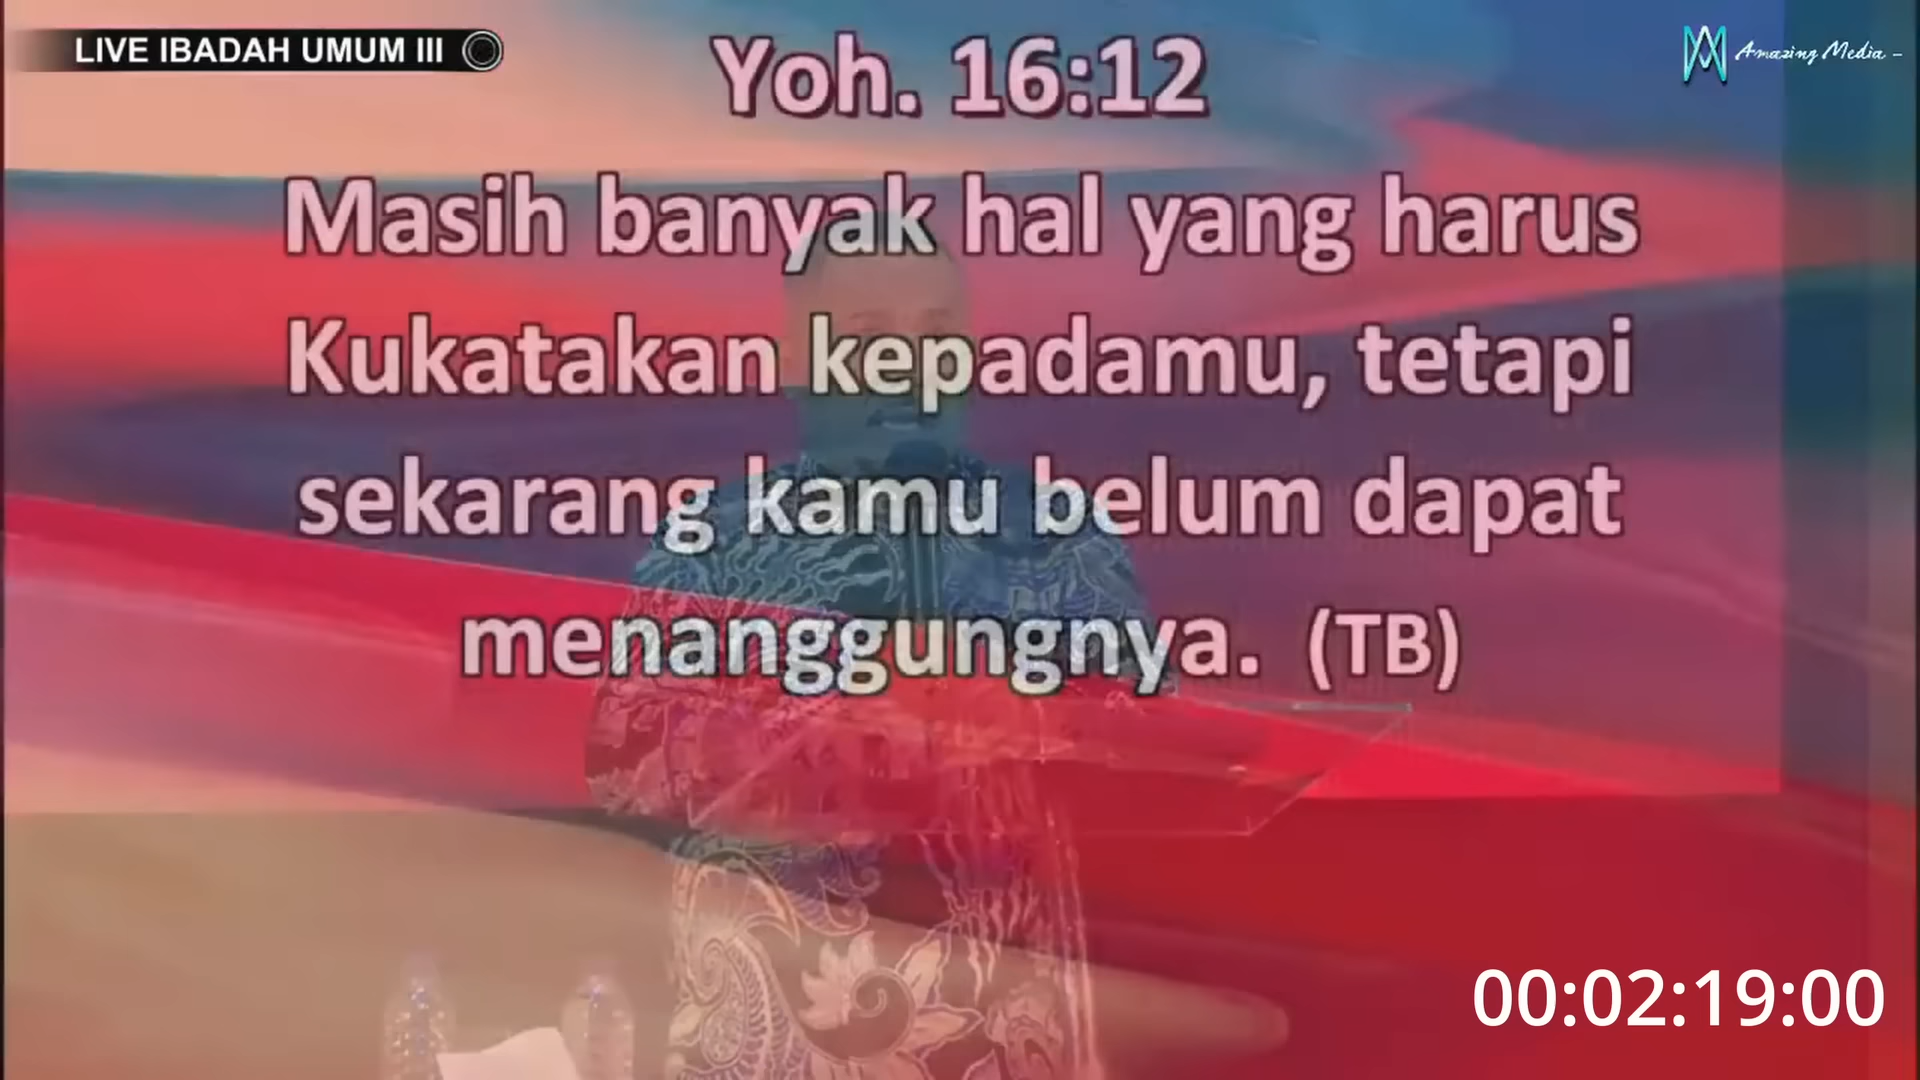 LIVE IBADAH UMUM III
Amazing Media -
Yoh. 16:12
Masih banyak hal yang harus
Kukatakan kepadamu, tetapi
sekarang kamu belum dapat
menanggungnya. (TB)
00:02:19:00